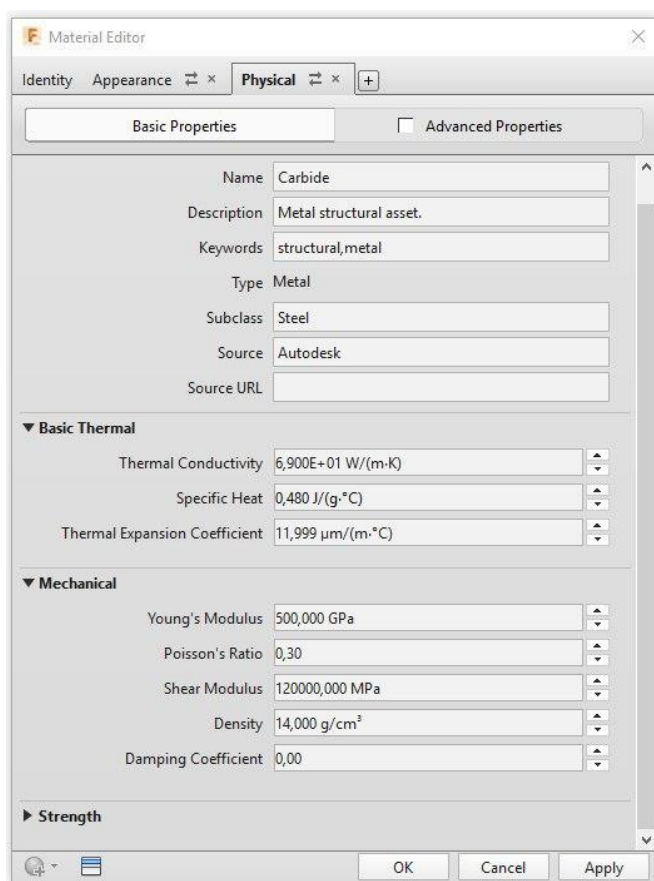 Material Editor
Identity Appearance Physical
Basic Properties Advanced Properties
Name Carbide
Description Metal structural asset.
Keywords structural,metal
Type Metal
Subclass Steel
Source Autodesk
Source URL
Basic Thermal
Thermal Conductivity 6,900E+01 W/(m·K)
Specific Heat 0,480 J/(g·°C)
Thermal Expansion Coefficient 11,999 µm/(m·°C)
Mechanical
Young's Modulus 500,000 GPa
Poisson's Ratio 0,30
Shear Modulus 120000,000 MPa
Density 14,000 g/cm³
Damping Coefficient 0,00
Strength
OK Cancel Apply